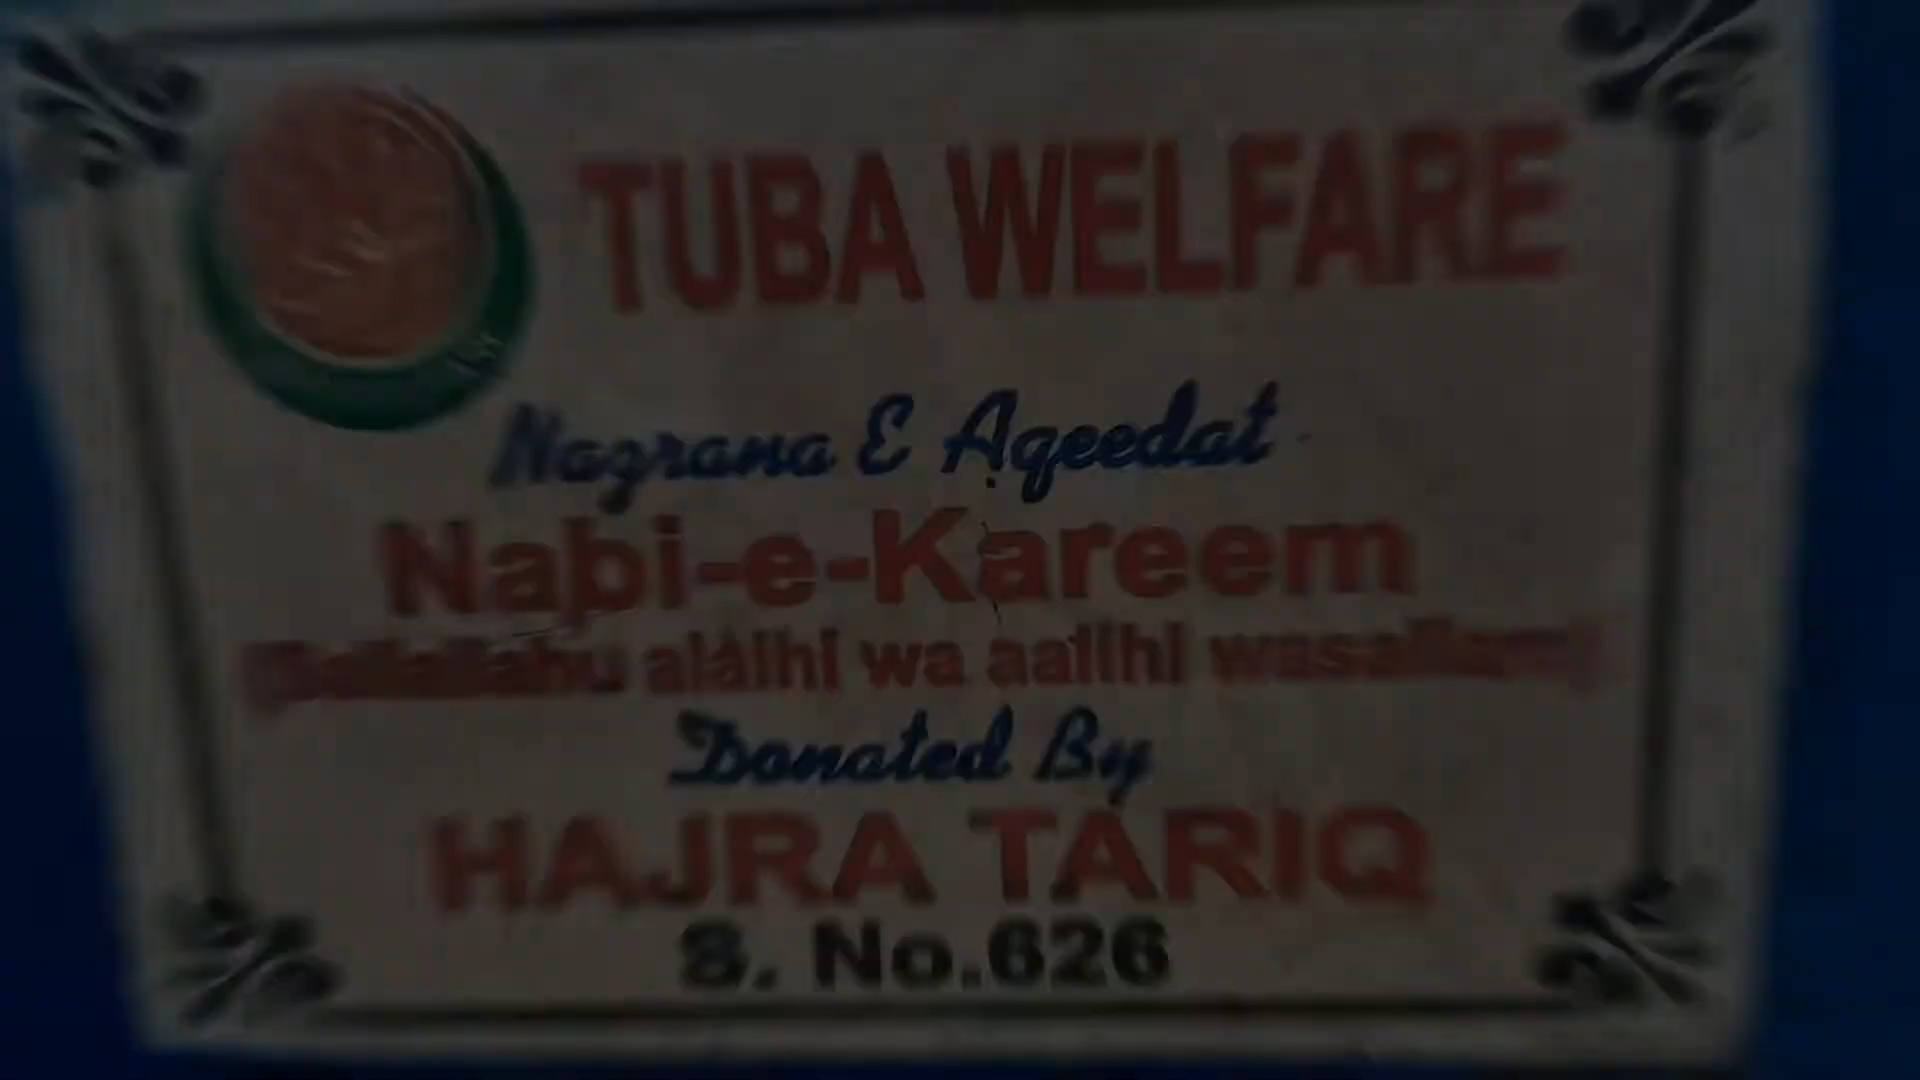 TUBA WELFARE
Nazrana E Aqeedat
Nabi-e-Kareem
(Sallallahu alaihi wa aalihi wasallam)
Donated By
HAJRA TARIQ
S. No.626